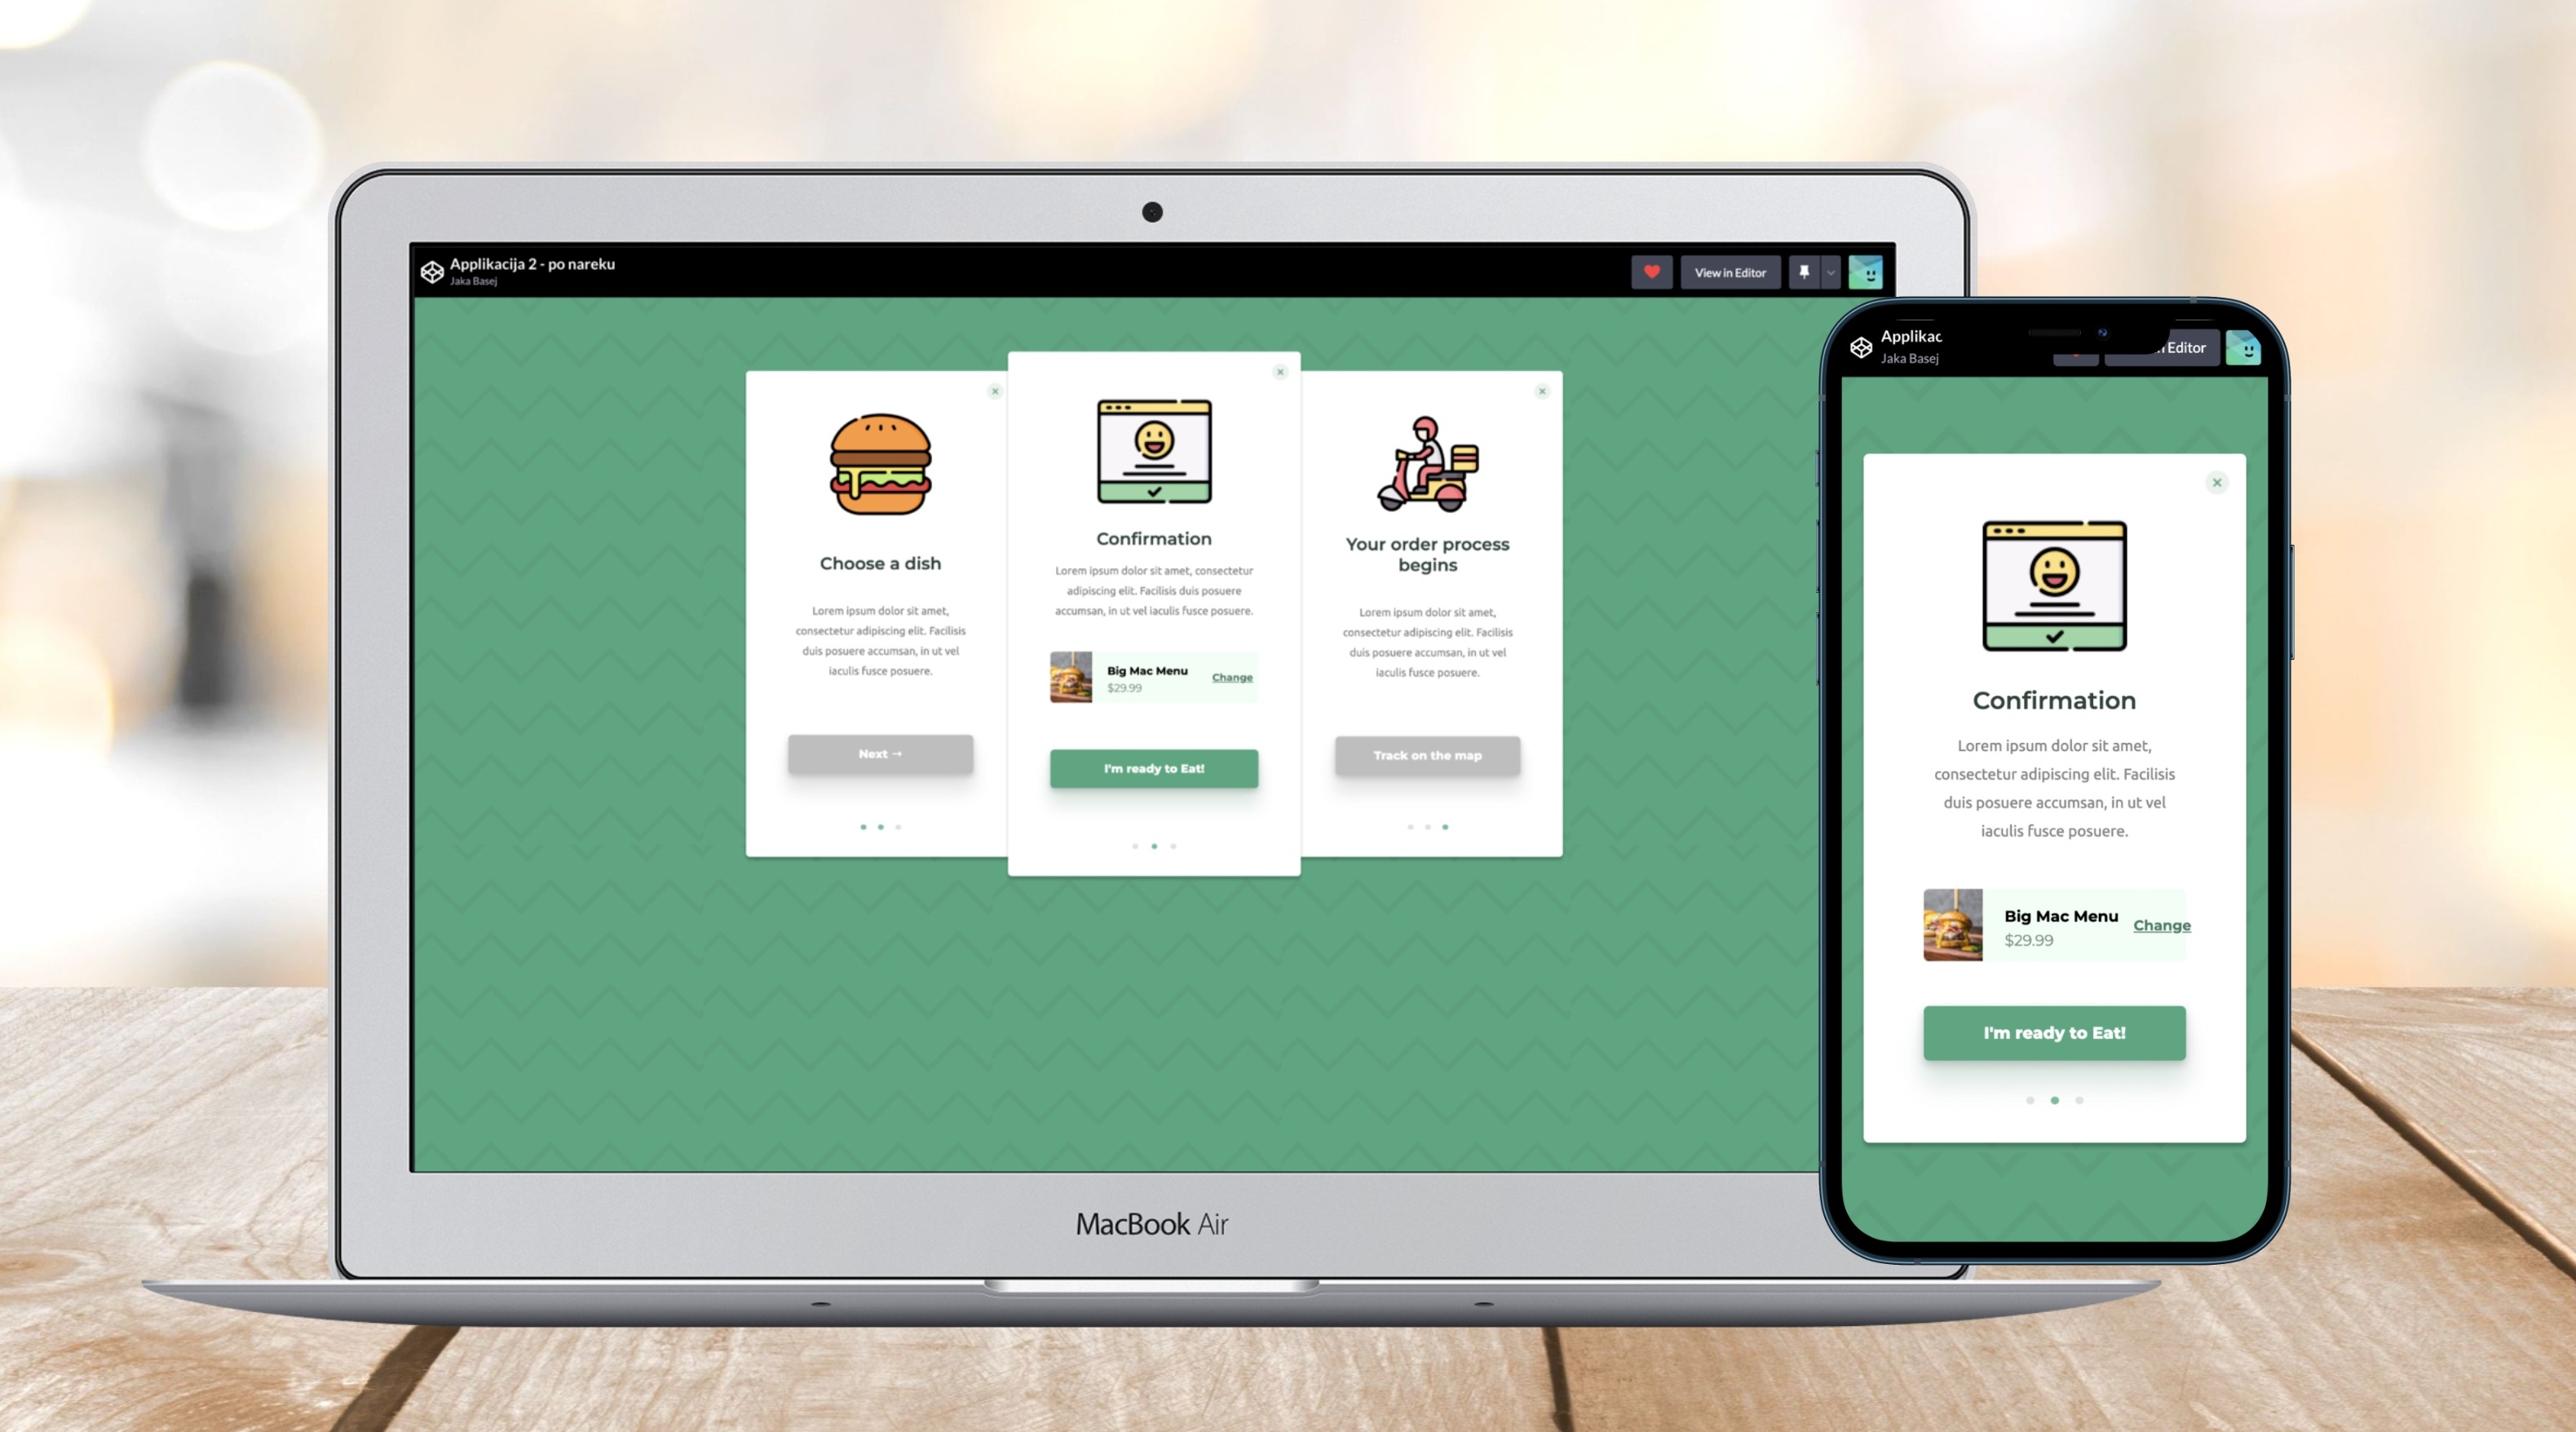 Applikacija 2 - po nareku
Jaka Basej
View in Editor
Choose a dish
Lorem ipsum dolor sit amet,
consectetur adipiscing elit. Facilisis
duis posuere accumsan, in ut vel
iaculis fusce posuere.
Next →
Confirmation
Lorem ipsum dolor sit amet, consectetur
adipiscing elit. Facilisis duis posuere
accumsan, in ut vel iaculis fusce posuere.
Big Mac Menu
$29.99
Change
I'm ready to Eat!
Your order process
begins
Lorem ipsum dolor sit amet,
consectetur adipiscing elit. Facilisis
duis posuere accumsan, in ut vel
iaculis fusce posuere.
Track on the map
MacBook Air
Applikac
Jaka Basej
Editor
Confirmation
Lorem ipsum dolor sit amet,
consectetur adipiscing elit. Facilisis
duis posuere accumsan, in ut vel
iaculis fusce posuere.
Big Mac Menu
$29.99
Change
I'm ready to Eat!